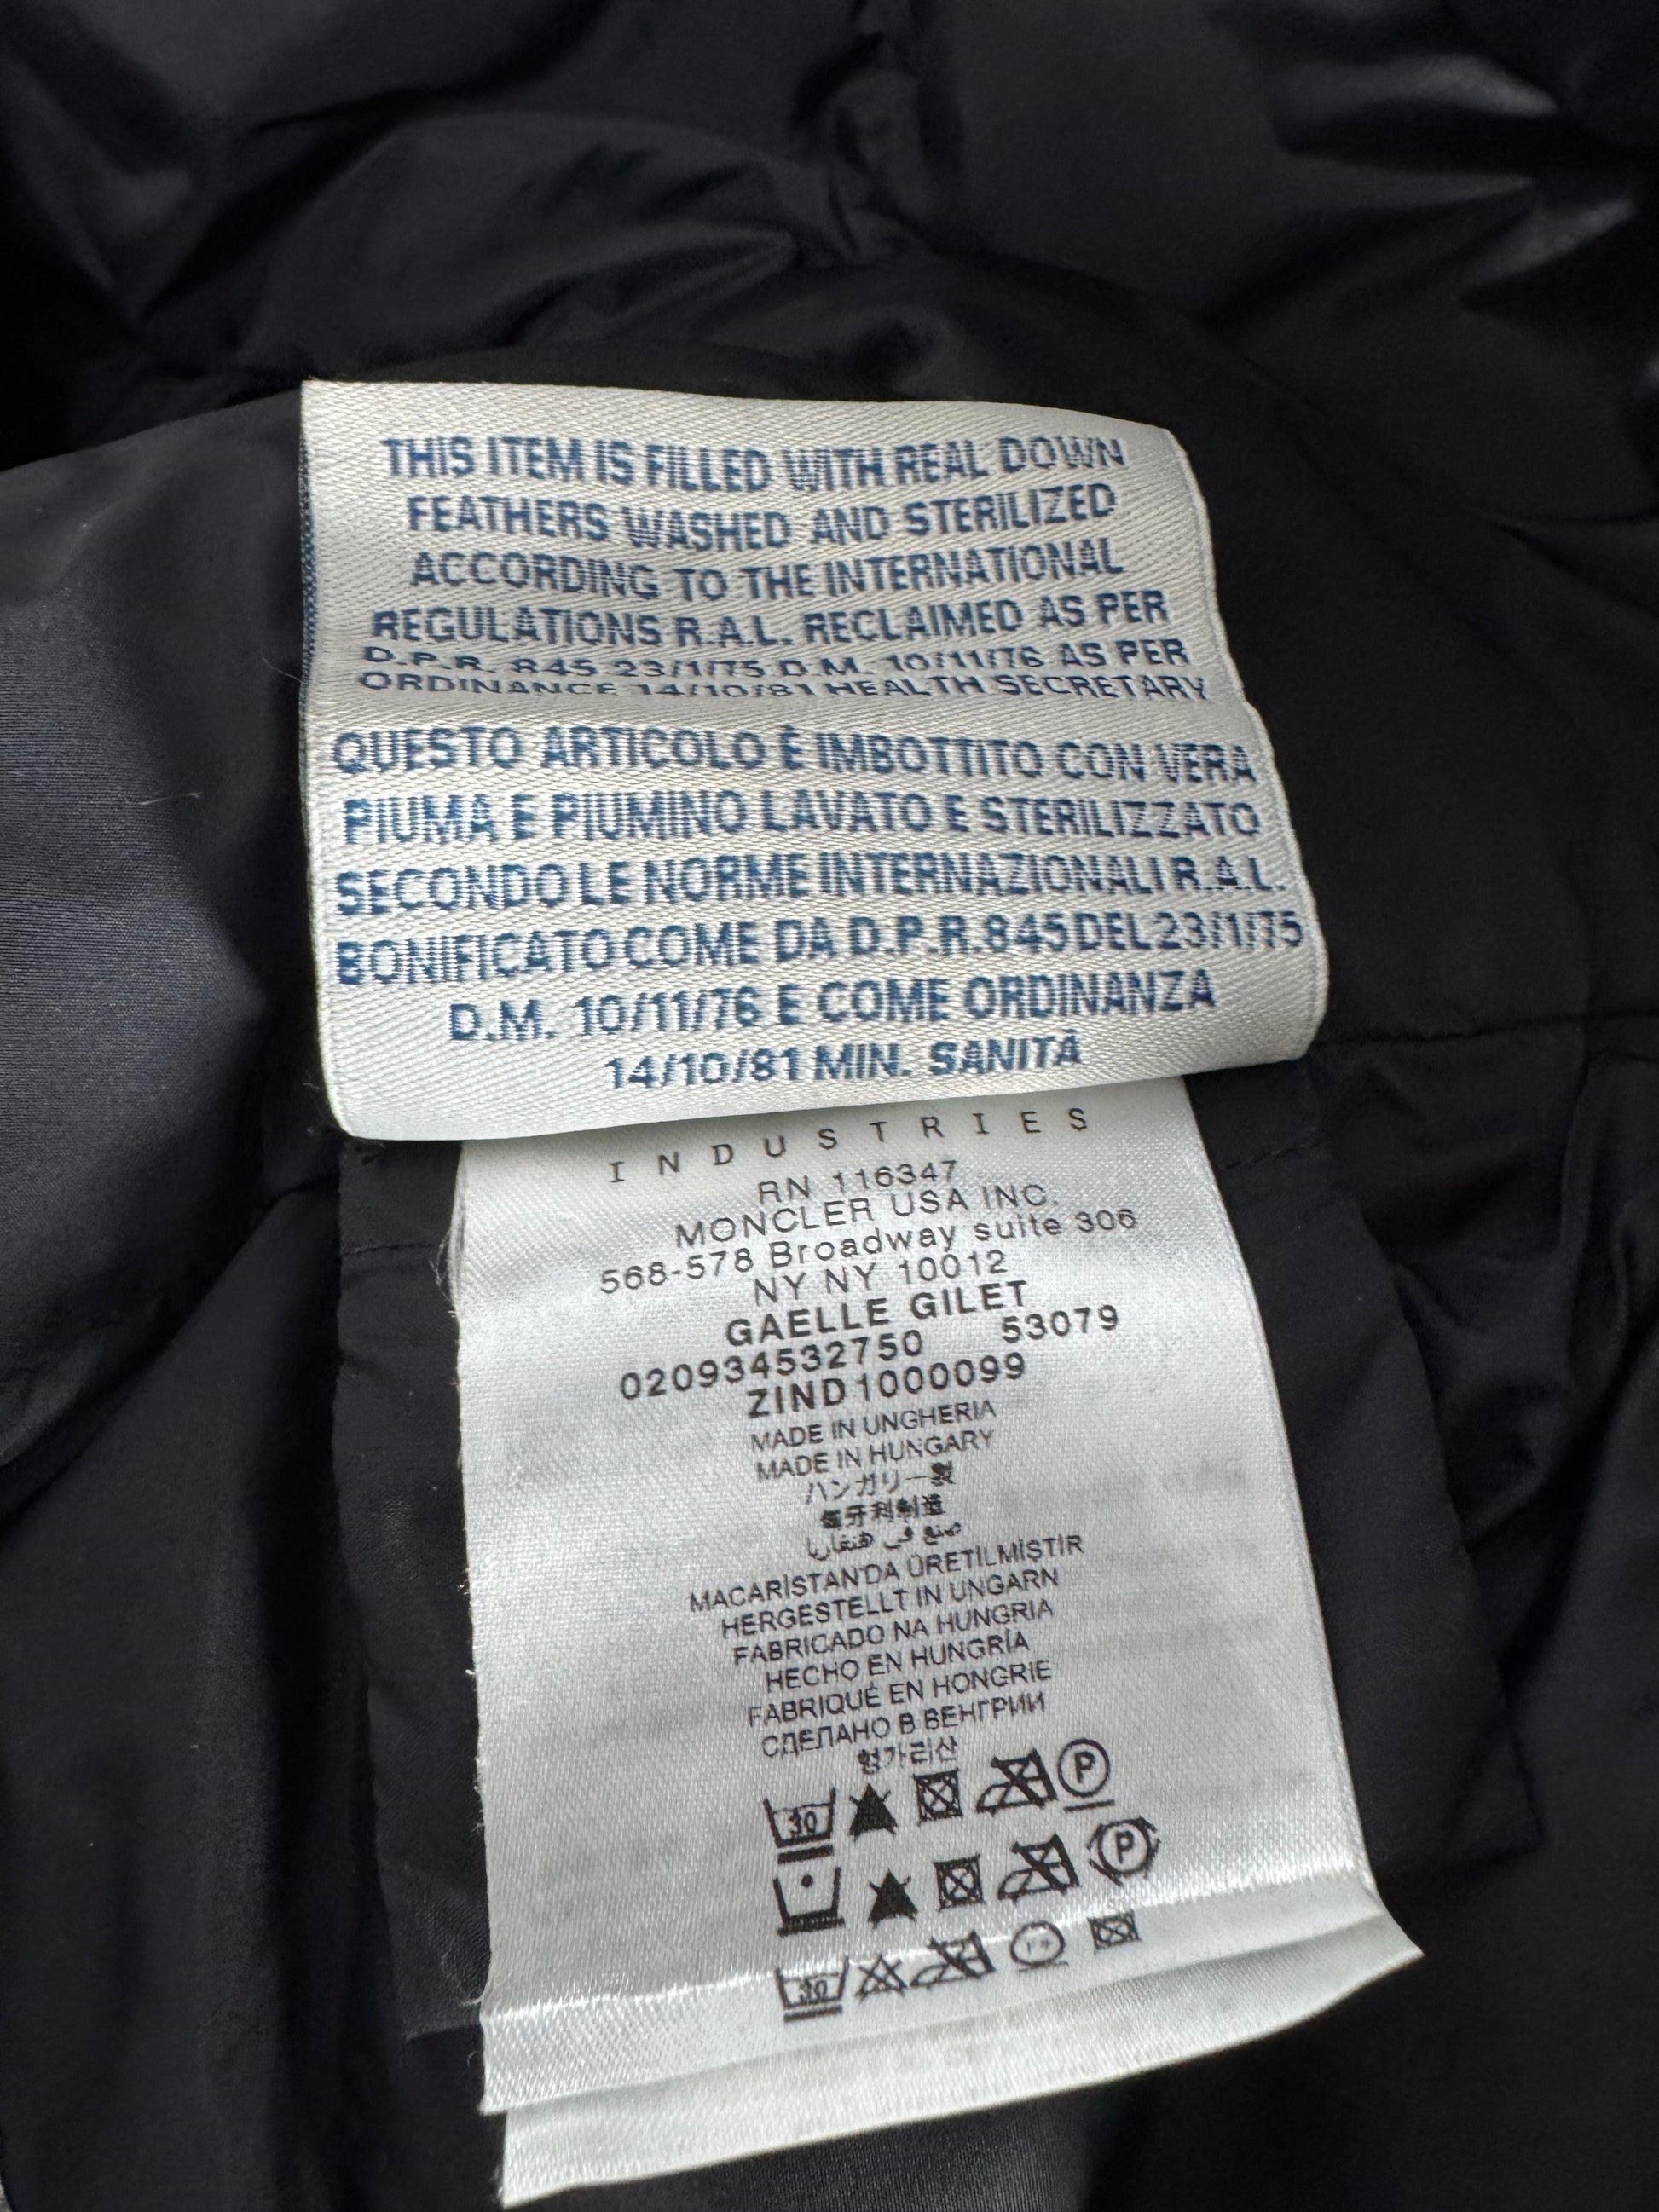 THIS ITEM IS FILLED WITH REAL DOWN
FEATHERS WASHED AND STERILIZED
ACCORDING TO THE INTERNATIONAL
REGULATIONS R.A.L. RECLAIMED AS PER
D.P.R. 845 23/1/75 D.M. 10/11/76 AS PER
ORDINANCE 14/10/81 HEALTH SECRETARY
QUESTO ARTICOLO È IMBOTTITO CON VERA
PIUMA E PIUMINO LAVATO E STERILIZZATO
SECONDO LE NORME INTERNAZIONALI R.A.L.
BONIFICATO COME DA D.P.R.845 DEL 23/1/75
D.M. 10/11/76 E COME ORDINANZA
14/10/81 MIN. SANITÀ
INDUSTRIES
RN 116347
MONCLER USA INC.
568-578 Broadway suite 306
NY NY 10012
GAELLE GILET
020934532750 53079
ZIND1000099
MADE IN UNGHERIA
MADE IN HUNGARY
ハンガリー製
匈牙利制造
صنع في هنغاريا
MACARİSTAN'DA ÜRETİLMİŞTİR
HERGESTELLT IN UNGARN
FABRICADO NA HUNGRIA
HECHO EN HUNGRÍA
FABRIQUÉ EN HONGRIE
СДЕЛАНО В ВЕНГРИИ
헝가리산
30 P
P
30